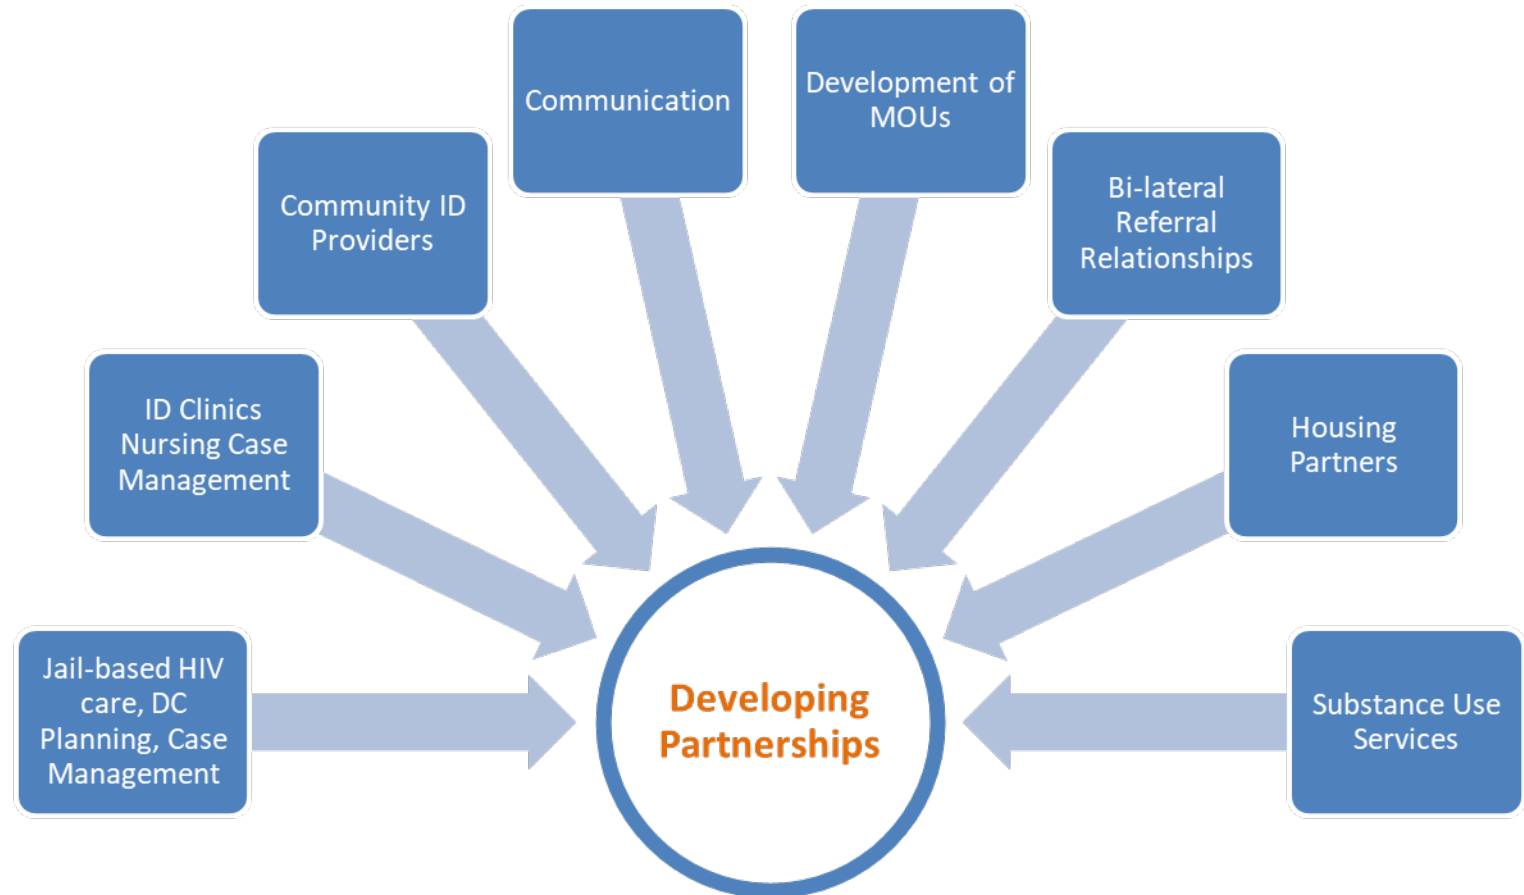 Communication
Development of
MOUs
Community ID
Providers
Bi-lateral
Referral
Relationships
ID Clinics
Nursing Case
Management
Housing
Partners
Jail-based HIV
care, DC
Planning, Case
Management
Developing
Partnerships
Substance Use
Services